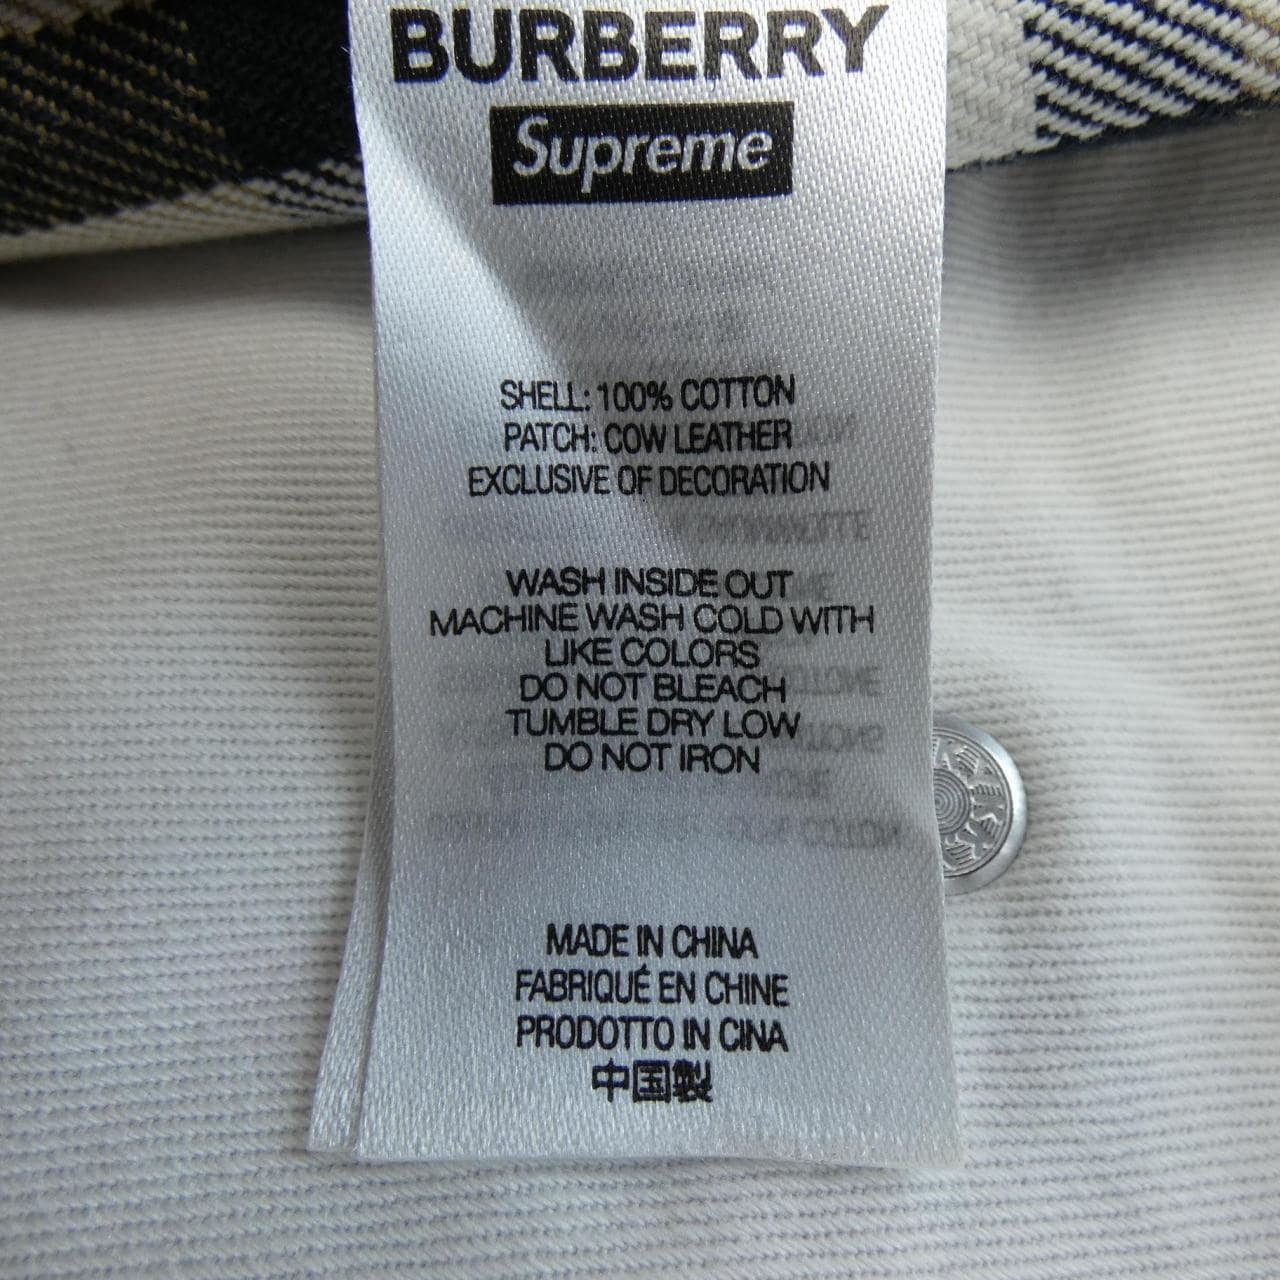 BURBERRY
Supreme
SHELL: 100% COTTON
PATCH: COW LEATHER
EXCLUSIVE OF DECORATION
WASH INSIDE OUT
MACHINE WASH COLD WITH
LIKE COLORS
DO NOT BLEACH
TUMBLE DRY LOW
DO NOT IRON
MADE IN CHINA
FABRIQUÉ EN CHINE
PRODOTTO IN CINA
中国製